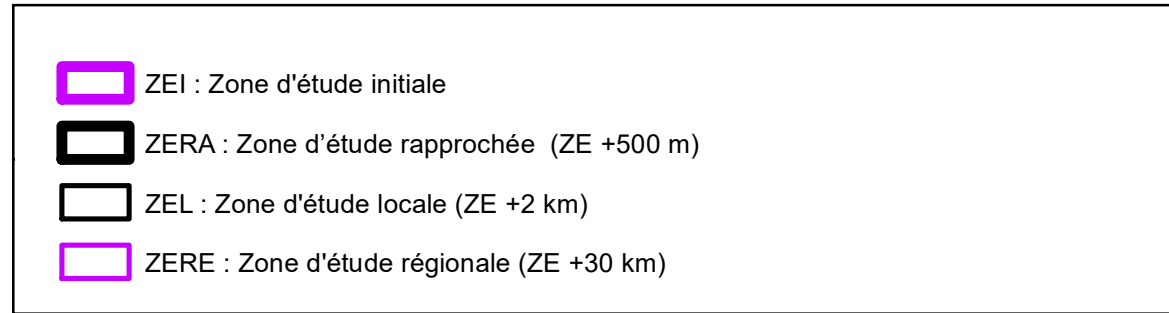 ZEI : Zone d'étude initiale
ZERA : Zone d’étude rapprochée  (ZE +500 m)
ZEL : Zone d'étude locale (ZE +2 km)
ZERE : Zone d'étude régionale (ZE +30 km)